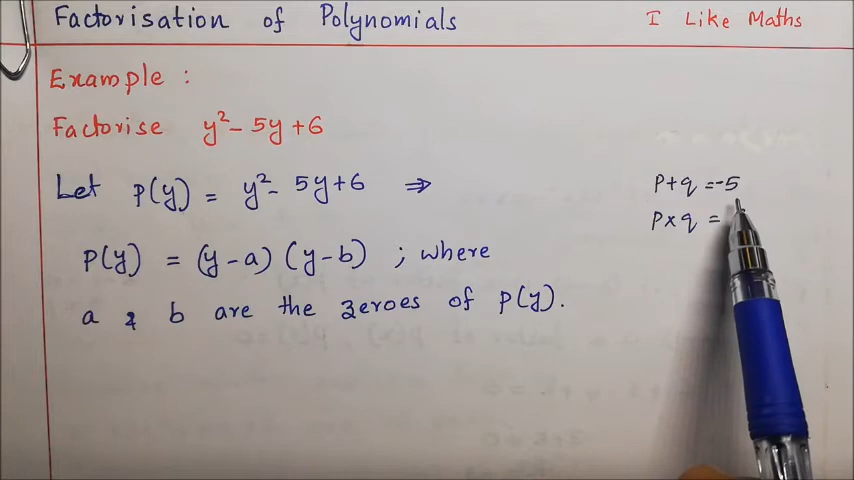 Factorisation of Polynomials I Like Maths
Example :
Factorise y² - 5y + 6
Let p(y) = y² - 5y + 6 ⇒
p + q = -5
p × q =
p(y) = (y - a) (y - b) ; where
a & b are the zeroes of p(y).